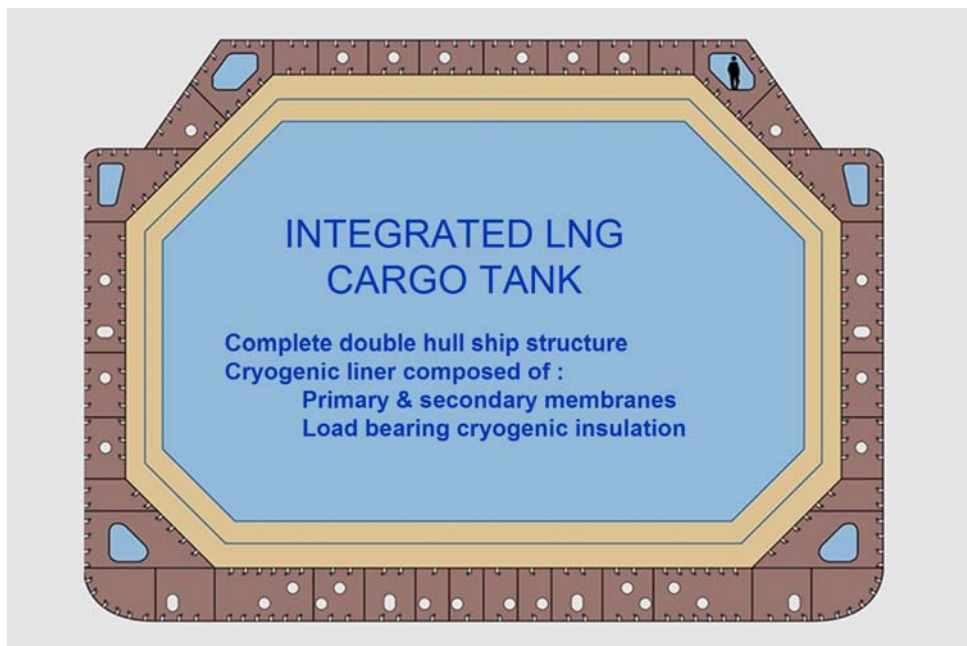 INTEGRATED LNG
CARGO TANK
Complete double hull ship structure
Cryogenic liner composed of :
Primary & secondary membranes
Load bearing cryogenic insulation